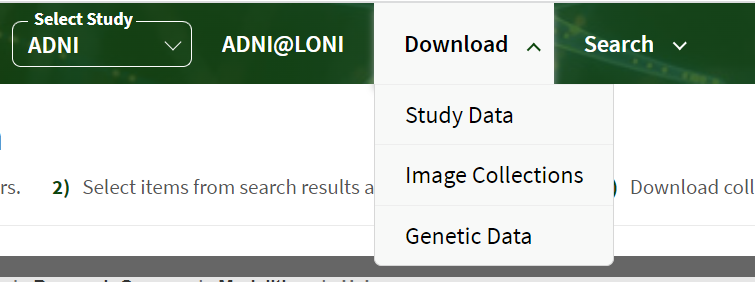 Select Study
ADNI
ADNI@LONI
Download
Search
Study Data
Image Collections
Genetic Data
rs. 2) Select items from search results a ) Download coll